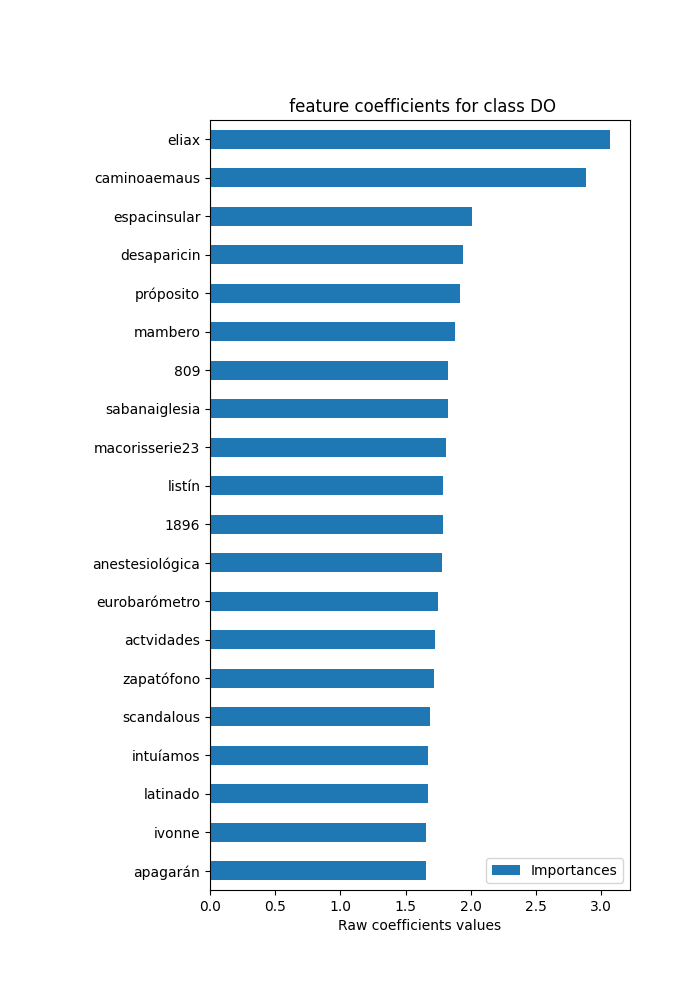 feature coefficients for class DO
eliax
caminoaemaus
espacinsular
desaparicin
próposito
mambero
809
sabanaiglesia
macorisserie23
listín
1896
anestesiológica
eurobarómetro
actvidades
zapatófono
scandalous
intuíamos
latinado
ivonne
apagarán
Importances
0.0 0.5 1.0 1.5 2.0 2.5 3.0
Raw coefficients values